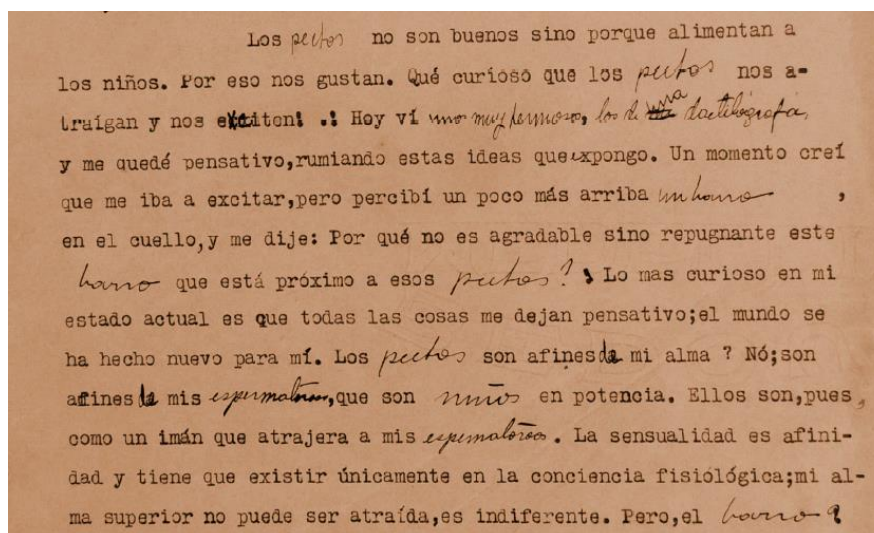 Los pechos no son buenos sino porque alimentan a
los niños. Por eso nos gustan. Qué curioso que los pechos nos a-
traígan y nos exciten! .! Hoy ví unos muy hermosos, los de una dactilógrafa,
y me quedé pensativo,rumiando estas ideas que expongo. Un momento creí
que me iba a excitar,pero percibí un poco más arriba un barro ,
en el cuello,y me dije: Por qué no es agradable sino repugnante este
barro que está próximo a esos pechos? Lo mas curioso en mi
estado actual es que todas las cosas me dejan pensativo;el mundo se
ha hecho nuevo para mí. Los pechos son afines a mi alma ? Nó;son
afines a mis espermatozoos,que son niños en potencia. Ellos son,pues,
como un imán que atrajera a mis espermatozoos. La sensualidad es afini-
dad y tiene que existir únicamente en la conciencia fisiológica;mi al-
ma superior no puede ser atraída,es indiferente. Pero,el barro?